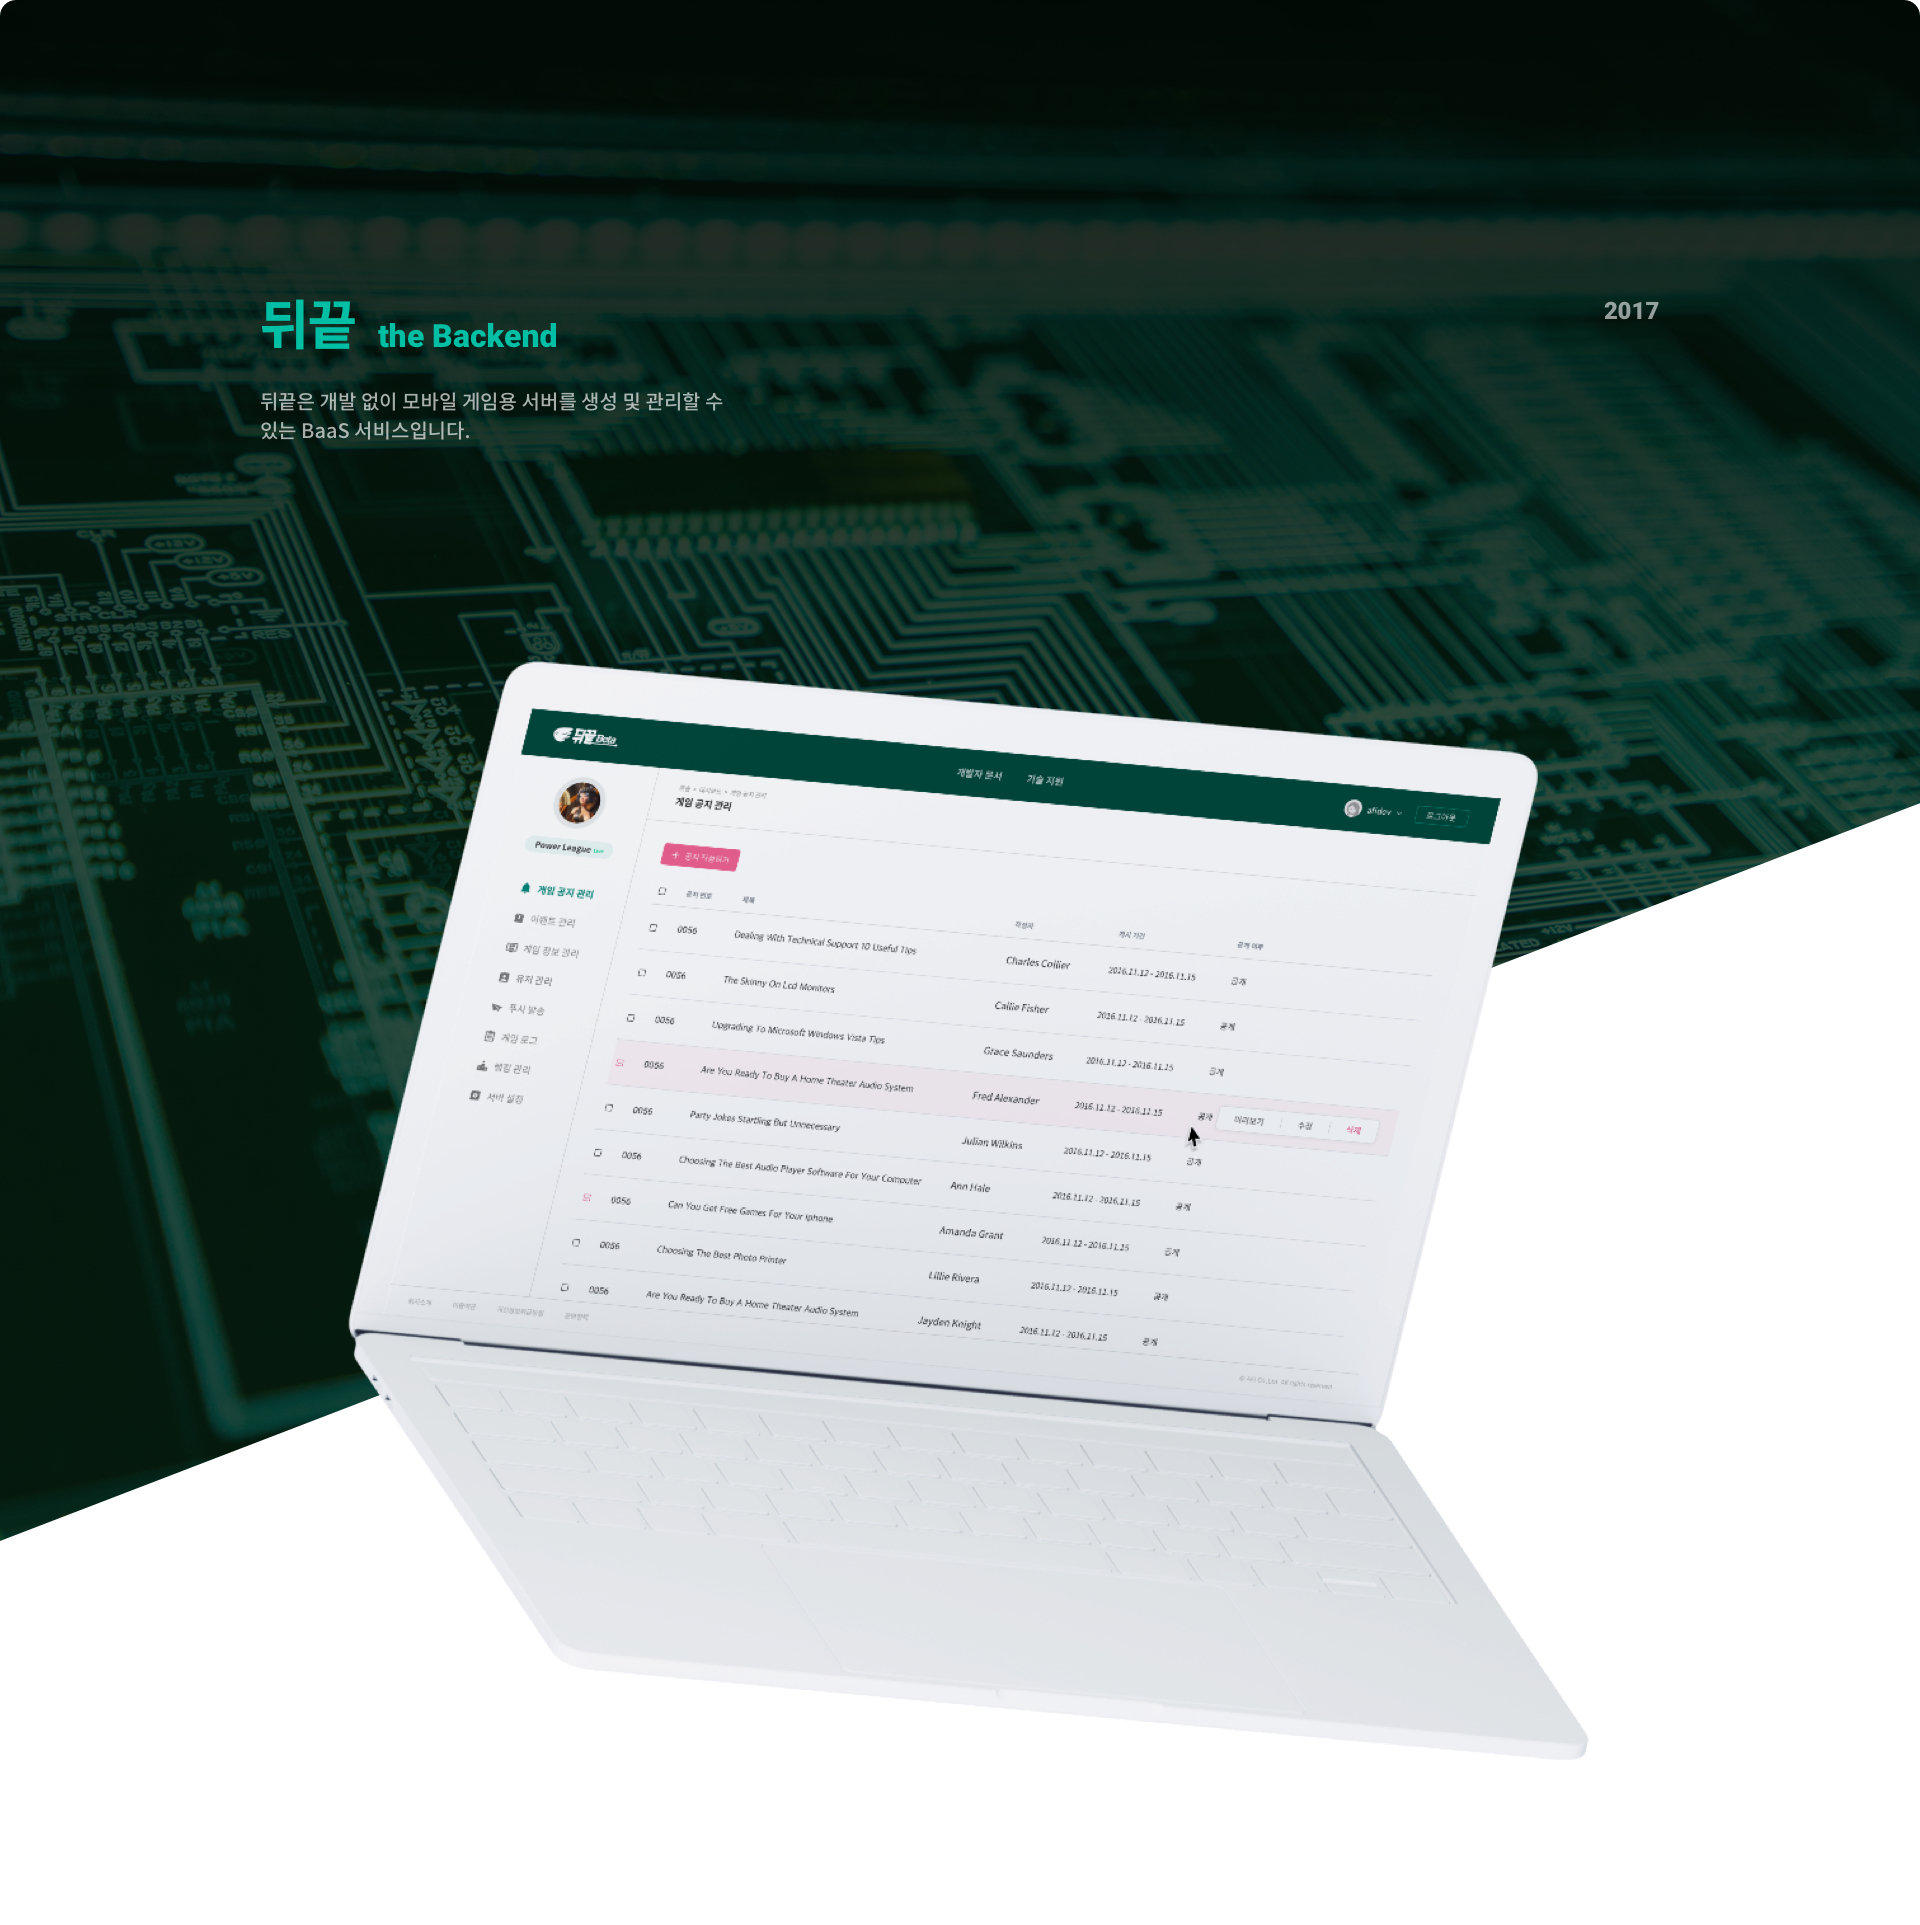 뒤끝 the Backend
2017
뒤끝은 개발 없이 모바일 게임용 서버를 생성 및 관리할 수
있는 BaaS 서비스입니다.
CLR
+12V
+12V
+5V
RES
KEYBOARD
뒤끝 Beta
개발자 문서 기술 지원
afidev 로그아웃
Power League
게임 공지 관리
이벤트 관리
게임 정보 관리
유저 관리
푸시 발송
게임 로그
랭킹 관리
서버 설정
게임 공지 관리
공지 번호 제목 작성자 게시 기간 공개 여부
0056 Dealing With Technical Support 10 Useful Tips Charles Collier 2016.11.12 - 2016.11.15 공개
0056 The Skinny On Lcd Monitors Callie Fisher 2016.11.12 - 2016.11.15 공개
0056 Upgrading To Microsoft Windows Vista Tips Grace Saunders 2016.11.12 - 2016.11.15 공개
0056 Are You Ready To Buy A Home Theater Audio System Fred Alexander 2016.11.12 - 2016.11.15 공개 미리보기 수정 삭제
0056 Party Jokes Startling But Unnecessary Julian Wilkins 2016.11.12 - 2016.11.15 공개
0056 Choosing The Best Audio Player Software For Your Computer Ann Hale 2016.11.12 - 2016.11.15 공개
0056 Can You Get Free Games For Your Iphone Amanda Grant 2016.11.12 - 2016.11.15 공개
0056 Choosing The Best Photo Printer Lillie Rivera 2016.11.12 - 2016.11.15 공개
0056 Are You Ready To Buy A Home Theater Audio System Jayden Knight 2016.11.12 - 2016.11.15 공개
회사소개 이용약관
All rights reserved